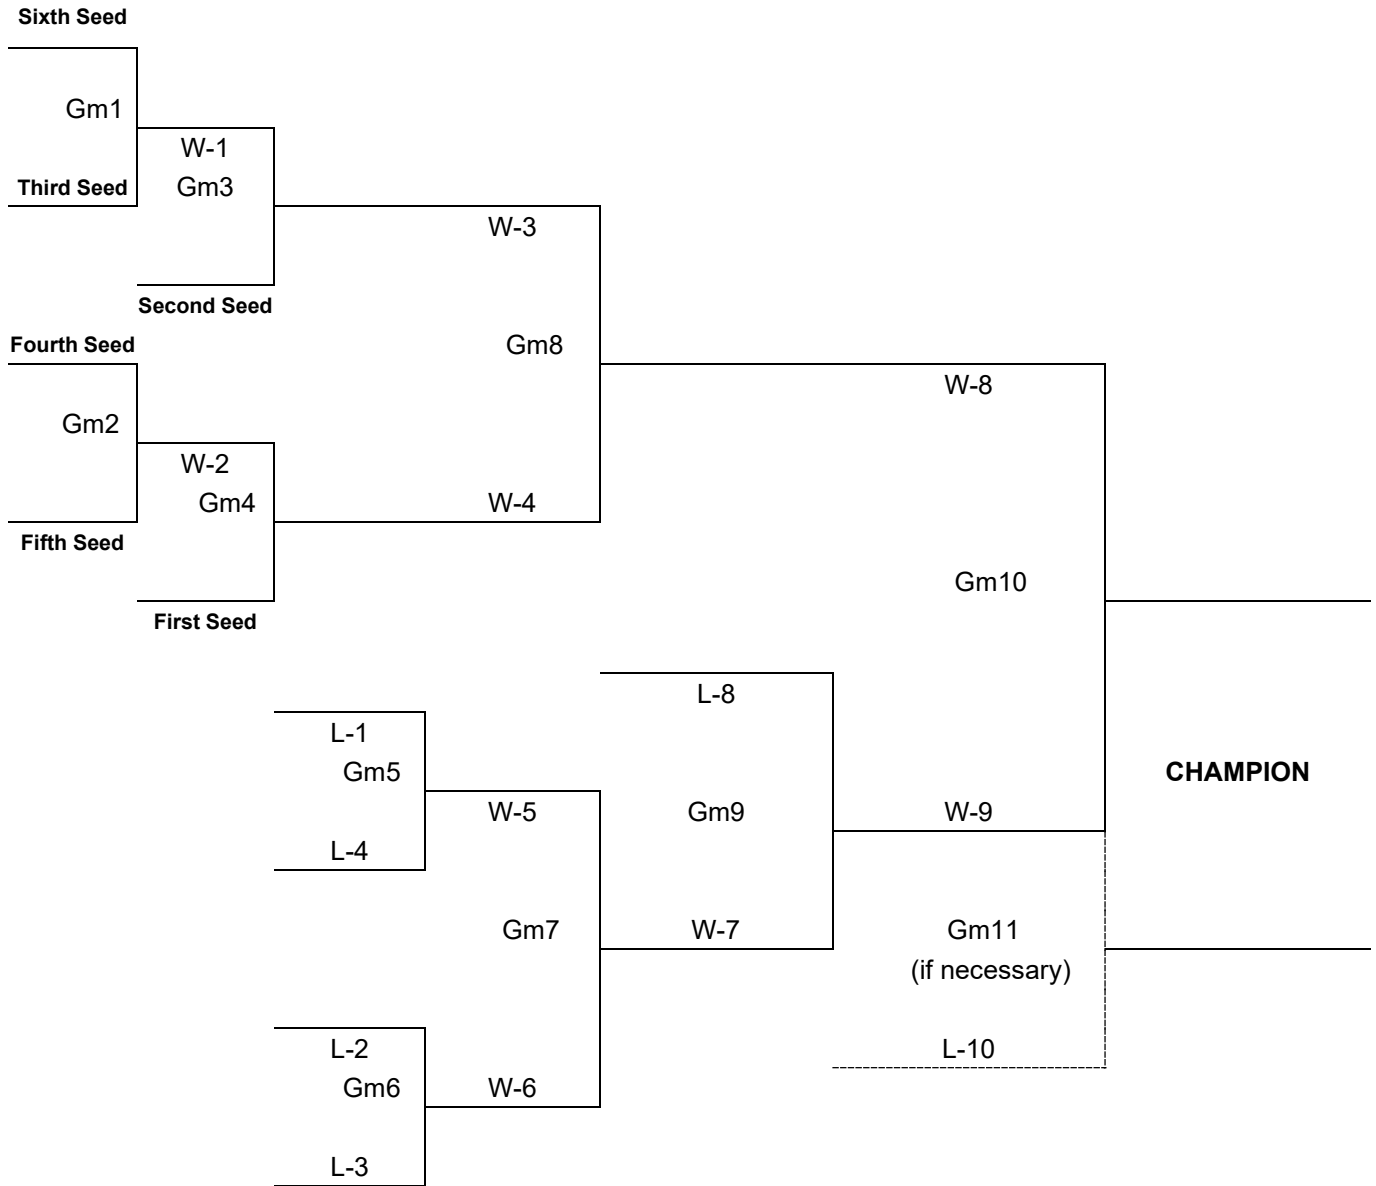 Sixth Seed
Gm1
W-1
Third Seed
Gm3
W-3
Second Seed
Fourth Seed
Gm8
W-8
Gm2
W-2
Gm4
W-4
Fifth Seed
Gm10
First Seed
L-8
L-1
Gm5
CHAMPION
W-5
Gm9
W-9
L-4
Gm7
W-7
Gm11
(if necessary)
L-2
L-10
Gm6
W-6
L-3